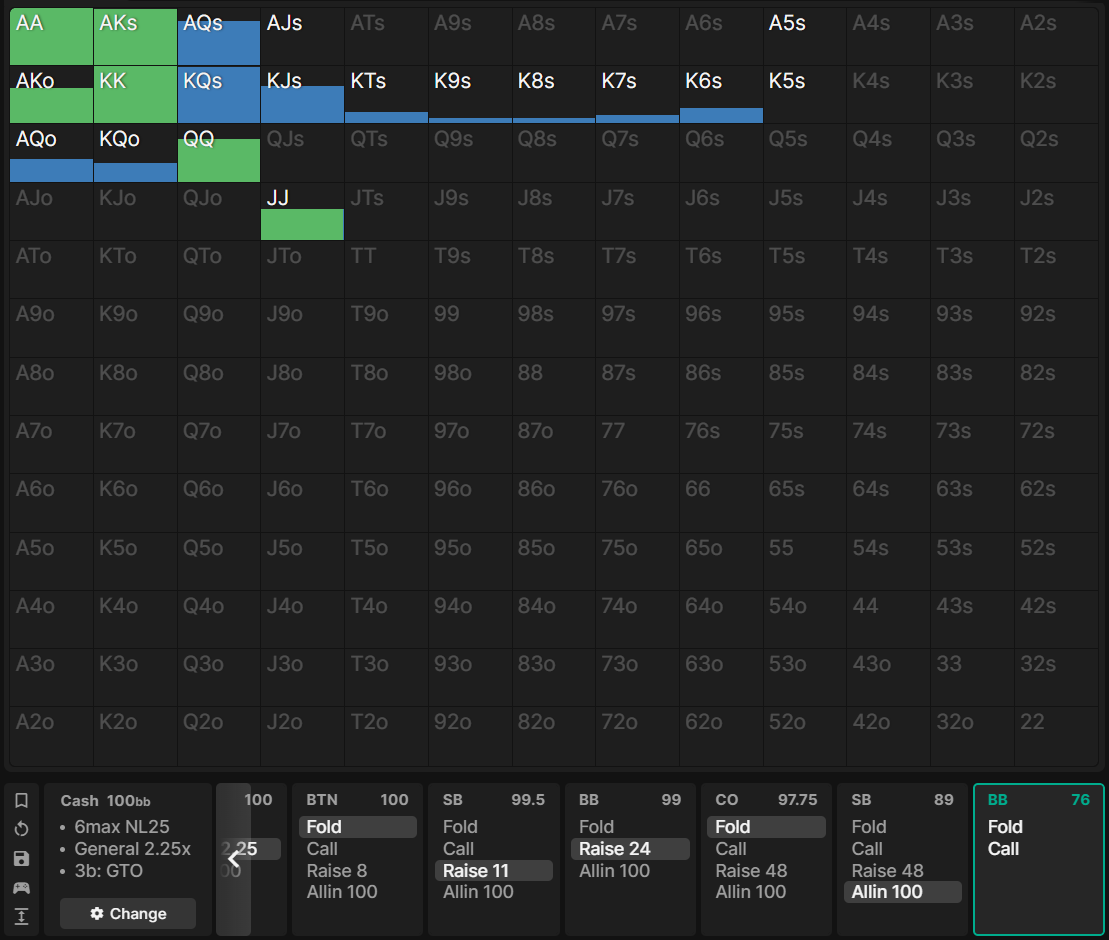 AA AKs AQs AJs ATs A9s A8s A7s A6s A5s A4s A3s A2s
AKo KK KQs KJs KTs K9s K8s K7s K6s K5s K4s K3s K2s
AQo KQo QQ QJs QTs Q9s Q8s Q7s Q6s Q5s Q4s Q3s Q2s
AJo KJo QJo JJ JTs J9s J8s J7s J6s J5s J4s J3s J2s
ATo KTo QTo JTo TT T9s T8s T7s T6s T5s T4s T3s T2s
A9o K9o Q9o J9o T9o 99 98s 97s 96s 95s 94s 93s 92s
A8o K8o Q8o J8o T8o 98o 88 87s 86s 85s 84s 83s 82s
A7o K7o Q7o J7o T7o 97o 87o 77 76s 75s 74s 73s 72s
A6o K6o Q6o J6o T6o 96o 86o 76o 66 65s 64s 63s 62s
A5o K5o Q5o J5o T5o 95o 85o 75o 65o 55 54s 53s 52s
A4o K4o Q4o J4o T4o 94o 84o 74o 64o 54o 44 43s 42s
A3o K3o Q3o J3o T3o 93o 83o 73o 63o 53o 43o 33 32s
A2o K2o Q2o J2o T2o 92o 82o 72o 62o 52o 42o 32o 22
Cash 100bb
• 6max NL25
• General 2.25x
• 3b: GTO
Change
100
2.25
00
BTN 100
Fold
Call
Raise 8
Allin 100
SB 99.5
Fold
Call
Raise 11
Allin 100
BB 99
Fold
Raise 24
Allin 100
CO 97.75
Fold
Call
Raise 48
Allin 100
SB 89
Fold
Call
Raise 48
Allin 100
BB 76
Fold
Call